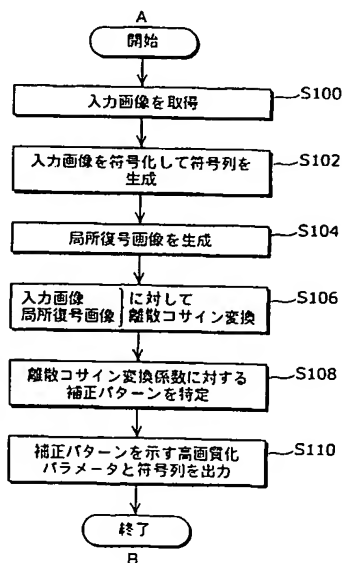 A
開始
入力画像を取得
S100
入力画像を符号化して符号列を
生成
S102
局所復号画像を生成
S104
入力画像
局所復号画像
に対して
離散コサイン変換
S106
離散コサイン変換係数に対する
補正パターンを特定
S108
補正パターンを示す高画質化
パラメータと符号列を出力
S110
終了
B